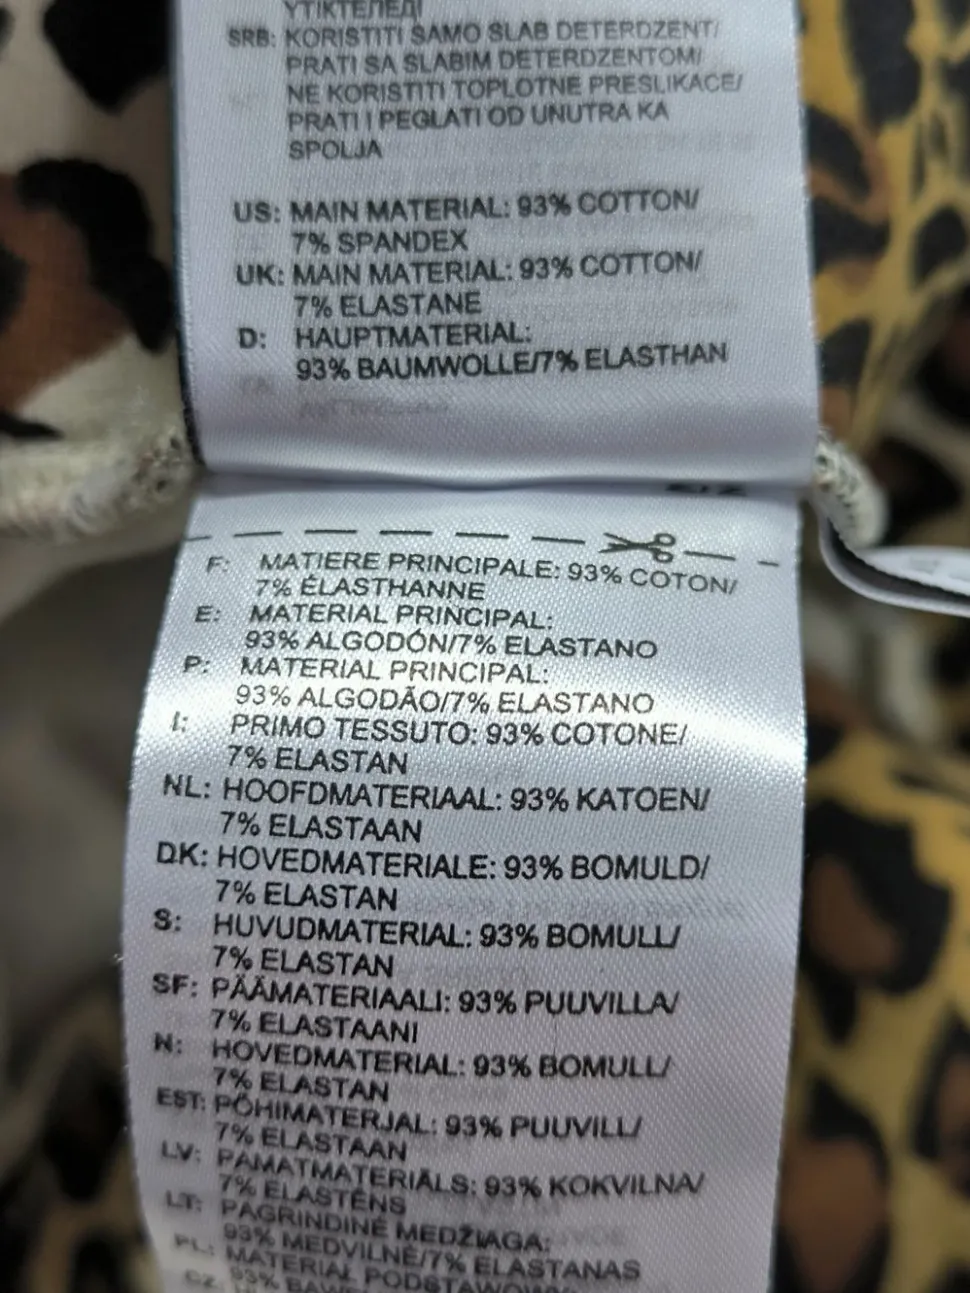 SRB: KORISTITI SAMO SLAB DETERDZENT/
PRATI SA SLABIM DETERDZENTOM/
NE KORISTITI TOPLOTNE PRESLIKACE/
PRATI I PEGLATI OD UNUTRA KA
SPOLJA
US: MAIN MATERIAL: 93% COTTON/
7% SPANDEX
UK: MAIN MATERIAL: 93% COTTON/
7% ELASTANE
D: HAUPTMATERIAL:
93% BAUMWOLLE/7% ELASTHAN
F: MATIERE PRINCIPALE: 93% COTON/
7% ÉLASTHANNE
E: MATERIAL PRINCIPAL:
93% ALGODÓN/7% ELASTANO
P: MATERIAL PRINCIPAL:
93% ALGODÃO/7% ELASTANO
I: PRIMO TESSUTO: 93% COTONE/
7% ELASTAN
NL: HOOFDMATERIAAL: 93% KATOEN/
7% ELASTAAN
DK: HOVEDMATERIALE: 93% BOMULD/
7% ELASTAN
S: HUVUDMATERIAL: 93% BOMULL/
7% ELASTAN
SF: PÄÄMATERIAALI: 93% PUUVILLA/
7% ELASTAANI
N: HOVEDMATERIAL: 93% BOMULL/
7% ELASTAN
EST: PÕHIMATERJAL: 93% PUUVILL/
7% ELASTAAN
LV: PAMATMATERIĀLS: 93% KOKVILNA/
7% ELASTĒNS
LT: PAGRINDINĖ MEDŽIAGA:
93% MEDVILNĖ/7% ELASTANAS
PL: MATERIAŁ PODSTAWOWY:
CZ: 93%